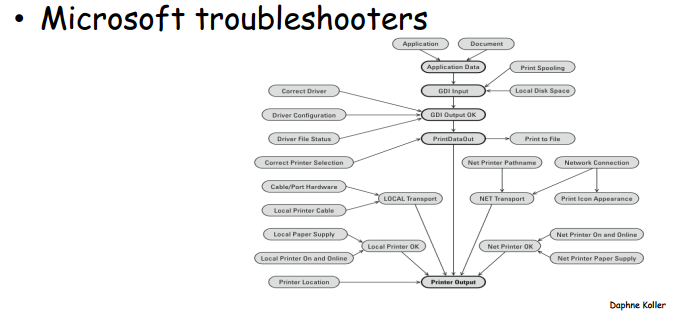 • Microsoft troubleshooters
Application
Document
Application Data
Print Spooling
Correct Driver
GDI Input
Local Disk Space
Driver Configuration
GDI Output OK
Driver File Status
PrintDataOut
Print to File
Correct Printer Selection
Net Printer Pathname
Network Connection
Cable/Port Hardware
LOCAL Transport
NET Transport
Print Icon Appearance
Local Printer Cable
Local Paper Supply
Net Printer On and Online
Local Printer OK
Net Printer OK
Local Printer On and Online
Net Printer Paper Supply
Printer Location
Printer Output
Daphne Koller